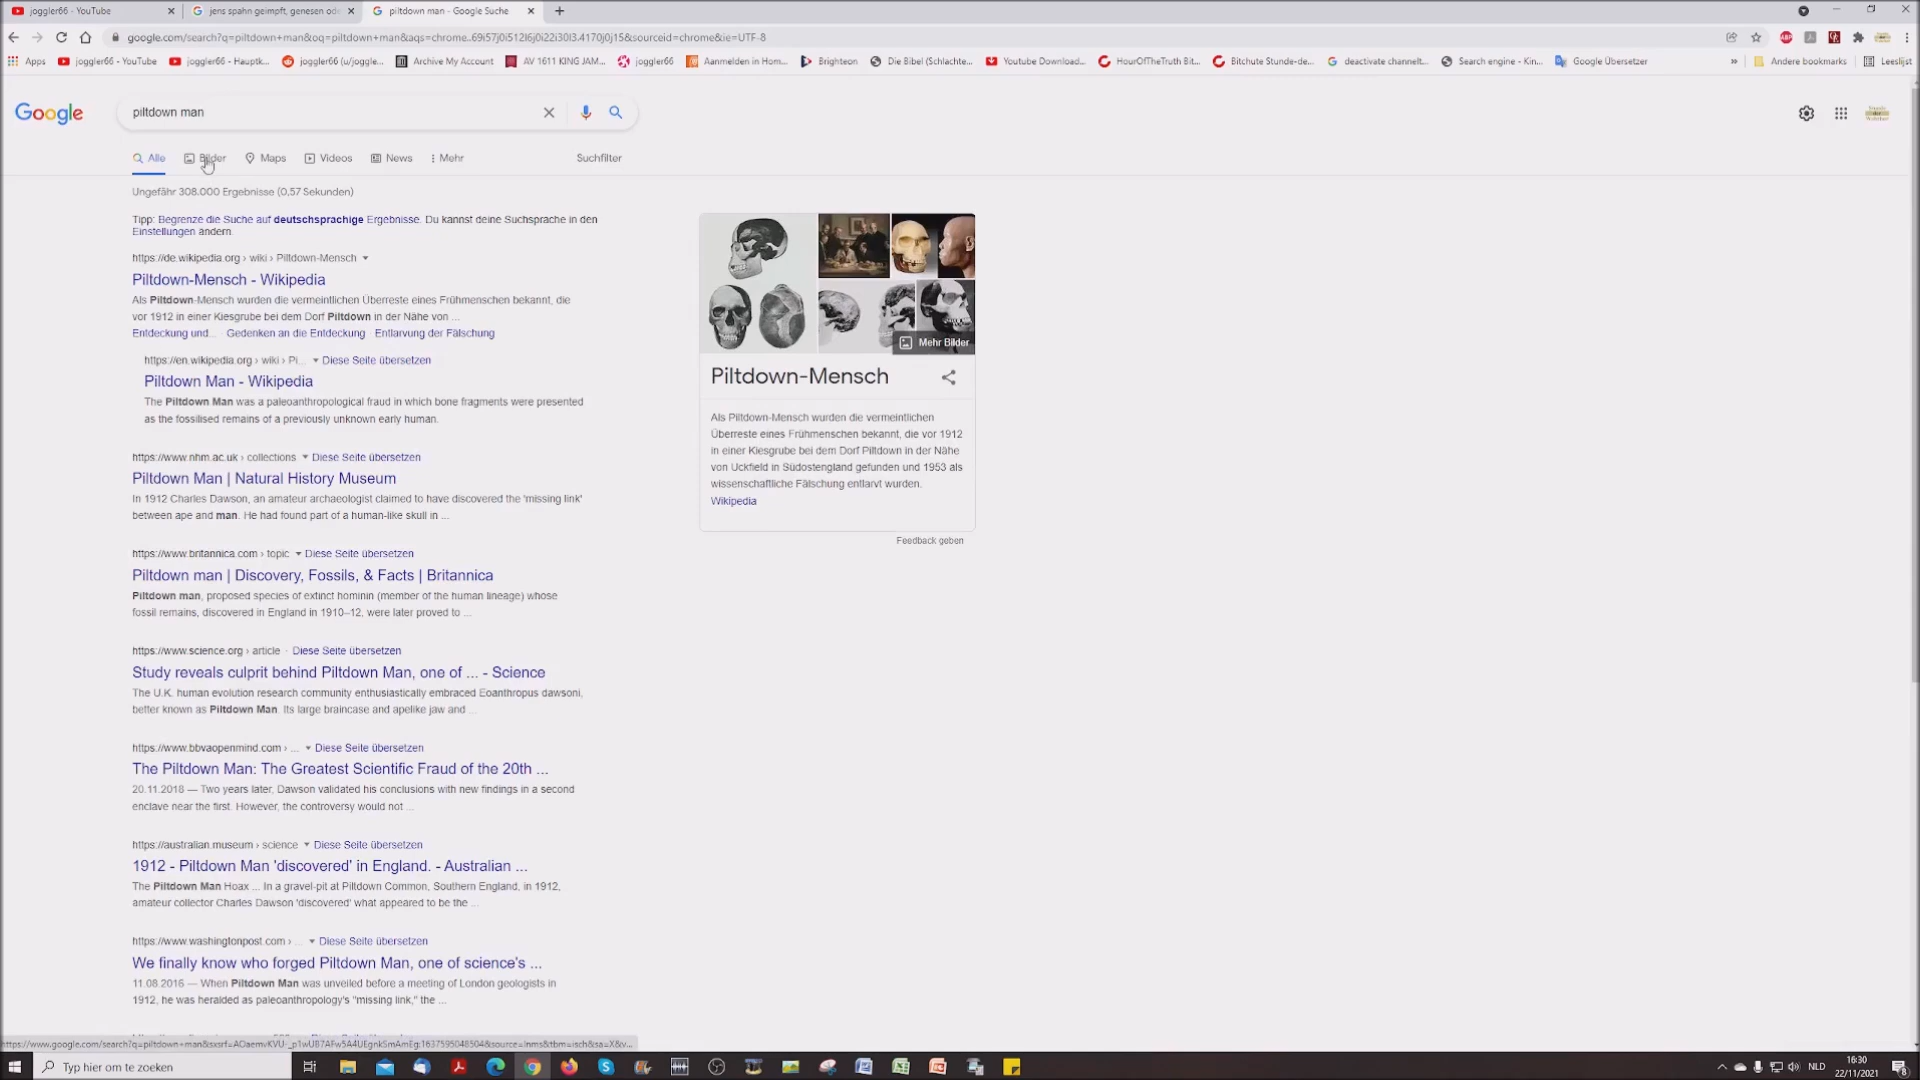 joggler66 - YouTube
jens spahn geimpft, genesen ode
piltdown man - Google Suche
google.com/search?q=piltdown+man&oq=piltdown+man&aqs=chrome..69i57j0i512l6j0i22i30l3.4170j0j15&sourceid=chrome&ie=UTF-8
Apps
joggler66 - YouTube
joggler66 - Hauptk...
joggler66 (u/joggle...
Archive My Account
AV 1611 KING JAM...
joggler66
Aanmelden in Hom...
Brighteon
Die Bibel (Schlachte...
Youtube Download...
HourOfTheTruth Bit...
Bitchute Stunde-de...
deactivate channelt...
Search engine - Kin...
Google Übersetzer
»
Andere bookmarks
Leeslijst
Google
piltdown man
Alle
Bilder
Maps
Videos
News
Mehr
Suchfilter
Ungefähr 308.000 Ergebnisse (0,57 Sekunden)
Tipp: Begrenze die Suche auf deutschsprachige Ergebnisse. Du kannst deine Suchsprache in den
Einstellungen ändern.
https://de.wikipedia.org › wiki › Piltdown-Mensch
Piltdown-Mensch - Wikipedia
Als Piltdown-Mensch wurden die vermeintlichen Überreste eines Frühmenschen bekannt, die
vor 1912 in einer Kiesgrube bei dem Dorf Piltdown in der Nähe von ...
Entdeckung und... · Gedenken an die Entdeckung · Entlarvung der Fälschung
https://en.wikipedia.org › wiki › Pi... Diese Seite übersetzen
Piltdown Man - Wikipedia
The Piltdown Man was a paleoanthropological fraud in which bone fragments were presented
as the fossilised remains of a previously unknown early human.
https://www.nhm.ac.uk › collections Diese Seite übersetzen
Piltdown Man | Natural History Museum
In 1912 Charles Dawson, an amateur archaeologist claimed to have discovered the 'missing link'
between ape and man. He had found part of a human-like skull in ...
https://www.britannica.com › topic Diese Seite übersetzen
Piltdown man | Discovery, Fossils, & Facts | Britannica
Piltdown man, proposed species of extinct hominin (member of the human lineage) whose
fossil remains, discovered in England in 1910–12, were later proved to ...
https://www.science.org › article · Diese Seite übersetzen
Study reveals culprit behind Piltdown Man, one of ... - Science
The U.K. human evolution research community enthusiastically embraced Eoanthropus dawsoni,
better known as Piltdown Man. Its large braincase and apelike jaw and ...
https://www.bbvaopenmind.com › ... Diese Seite übersetzen
The Piltdown Man: The Greatest Scientific Fraud of the 20th ...
20.11.2018 — Two years later, Dawson validated his conclusions with new findings in a second
enclave near the first. However, the controversy would not ...
https://australian.museum › science Diese Seite übersetzen
1912 - Piltdown Man 'discovered' in England. - Australian ...
The Piltdown Man Hoax ... In a gravel-pit at Piltdown Common, Southern England, in 1912,
amateur collector Charles Dawson 'discovered' what appeared to be the ...
https://www.washingtonpost.com › ... Diese Seite übersetzen
We finally know who forged Piltdown Man, one of science's ...
11.08.2016 — When Piltdown Man was unveiled before a meeting of London geologists in
1912, he was heralded as paleoanthropology's "missing link," the ...
Mehr Bilder
Piltdown-Mensch
Als Piltdown-Mensch wurden die vermeintlichen
Überreste eines Frühmenschen bekannt, die vor 1912
in einer Kiesgrube bei dem Dorf Piltdown in der Nähe
von Uckfield in Südostengland gefunden und 1953 als
wissenschaftliche Fälschung entlarvt wurden.
Wikipedia
Feedback geben
Typ hier om te zoeken
NLD
16:30
22/11/2021